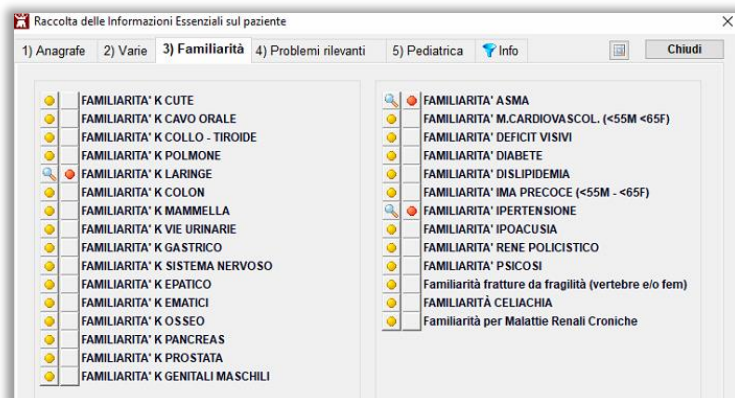 Raccolta delle Informazioni Essenziali sul paziente
1) Anagrafe 2) Varie 3) Familiarità 4) Problemi rilevanti 5) Pediatrica Info Chiudi
FAMILIARITA' K CUTE
FAMILIARITA' K CAVO ORALE
FAMILIARITA' K COLLO - TIROIDE
FAMILIARITA' K POLMONE
FAMILIARITA' K LARINGE
FAMILIARITA' K COLON
FAMILIARITA' K MAMMELLA
FAMILIARITA' K VIE URINARIE
FAMILIARITA' K GASTRICO
FAMILIARITA' K SISTEMA NERVOSO
FAMILIARITA' K EPATICO
FAMILIARITA' K EMATICI
FAMILIARITA' K OSSEO
FAMILIARITA' K PANCREAS
FAMILIARITA' K PROSTATA
FAMILIARITA' K GENITALI MASCHILI
FAMILIARITA' ASMA
FAMILIARITA' M.CARDIOVASCOL. (<55M <65F)
FAMILIARITA' DEFICIT VISIVI
FAMILIARITA' DIABETE
FAMILIARITA' DISLIPIDEMIA
FAMILIARITA' IMA PRECOCE (<55M - <65F)
FAMILIARITA' IPERTENSIONE
FAMILIARITA' IPOACUSIA
FAMILIARITA' RENE POLICISTICO
FAMILIARITA' PSICOSI
Familiarità fratture da fragilità (vertebre e/o fem)
FAMILIARITÀ CELIACHIA
Familiarità per Malattie Renali Croniche